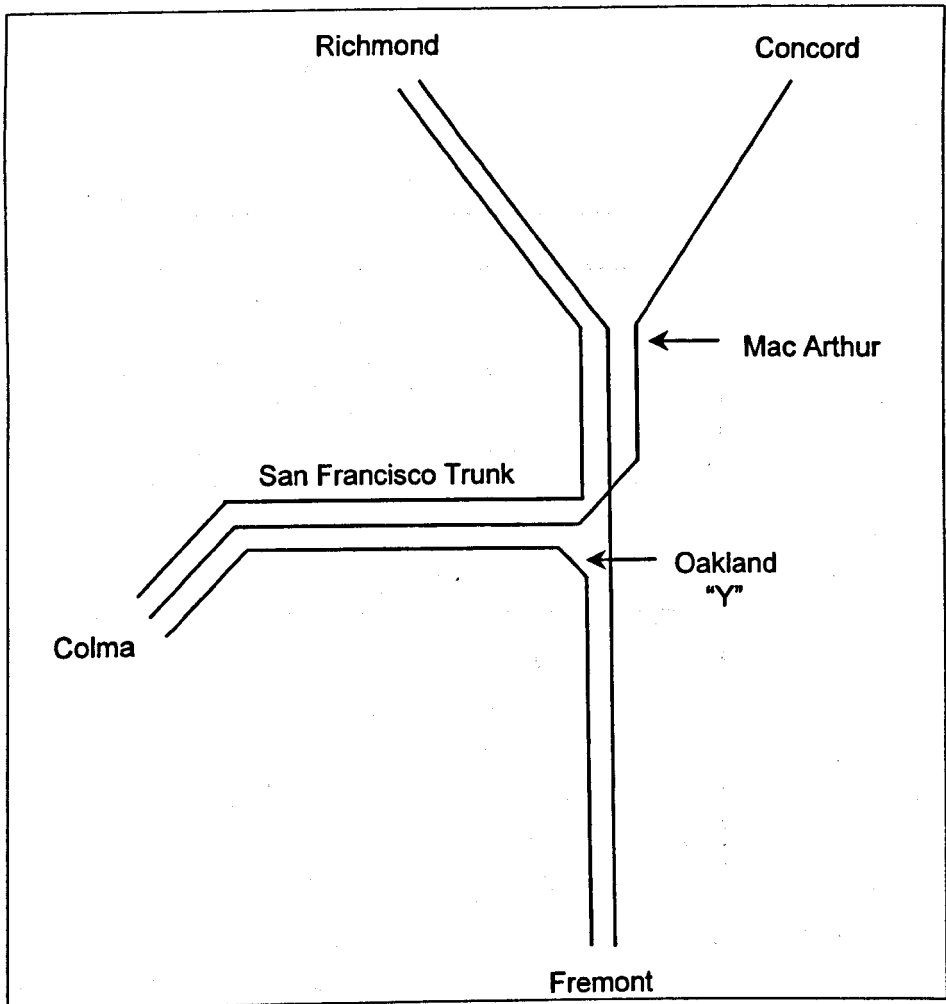 Richmond
Concord
Mac Arthur
San Francisco Trunk
Oakland
“Y”
Colma
Fremont